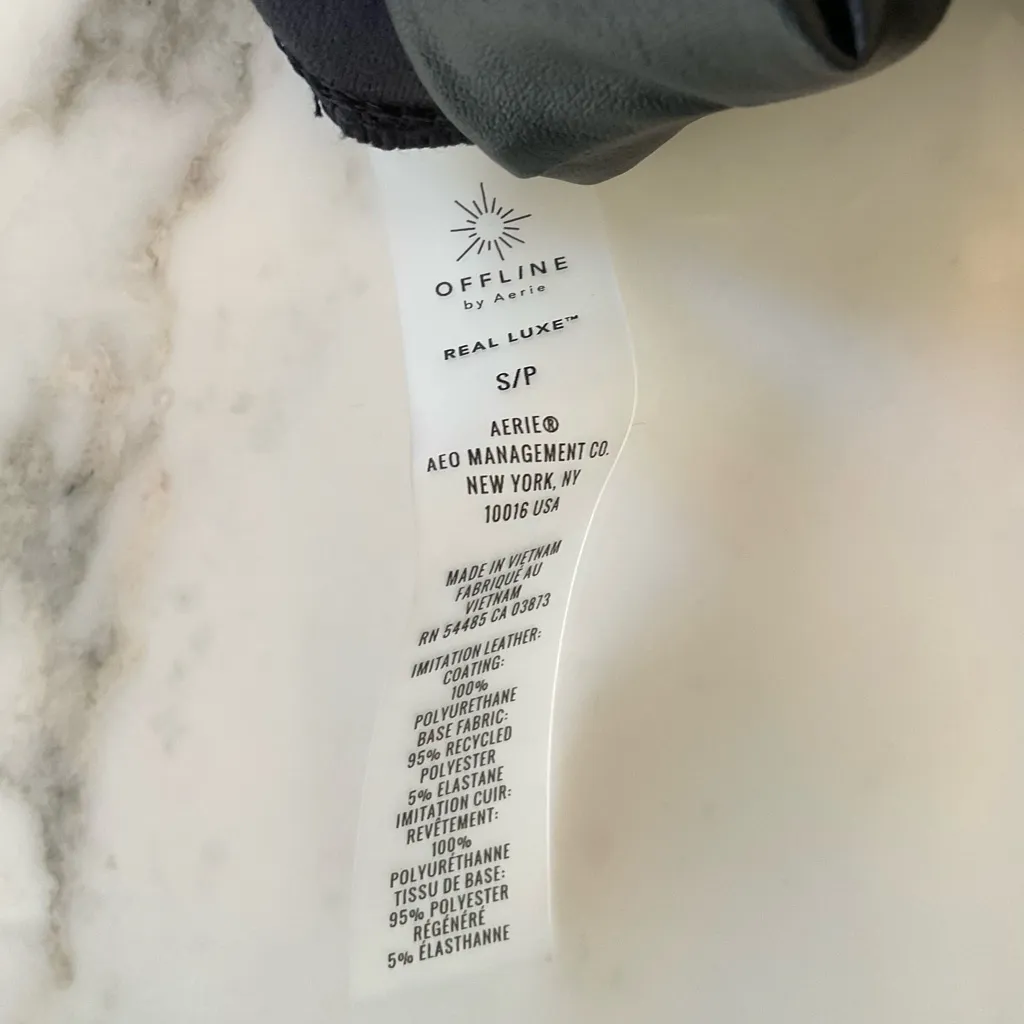 OFFLINE
by Aerie
REAL LUXE™
S/P
AERIE®
AEO MANAGEMENT CO.
NEW YORK, NY
10016 USA
MADE IN VIETNAM
FABRIQUÉ AU
VIETNAM
RN 54485 CA 03873
IMITATION LEATHER:
COATING:
100%
POLYURETHANE
BASE FABRIC:
95% RECYCLED
POLYESTER
5% ELASTANE
IMITATION CUIR:
REVÊTEMENT:
100%
POLYURÉTHANNE
TISSU DE BASE:
95% POLYESTER
RÉGÉNÉRÉ
5% ÉLASTHANNE